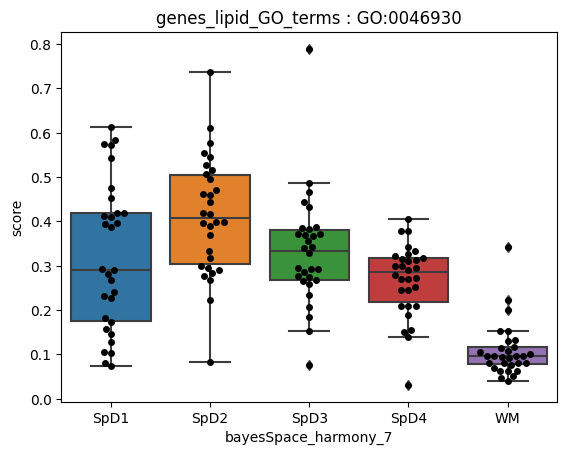 genes_lipid_GO_terms : GO:0046930
0.8
0.7
0.6
0.5
0.4
0.3
0.2
0.1
0.0
score
SpD1 SpD2 SpD3 SpD4 WM
bayesSpace_harmony_7